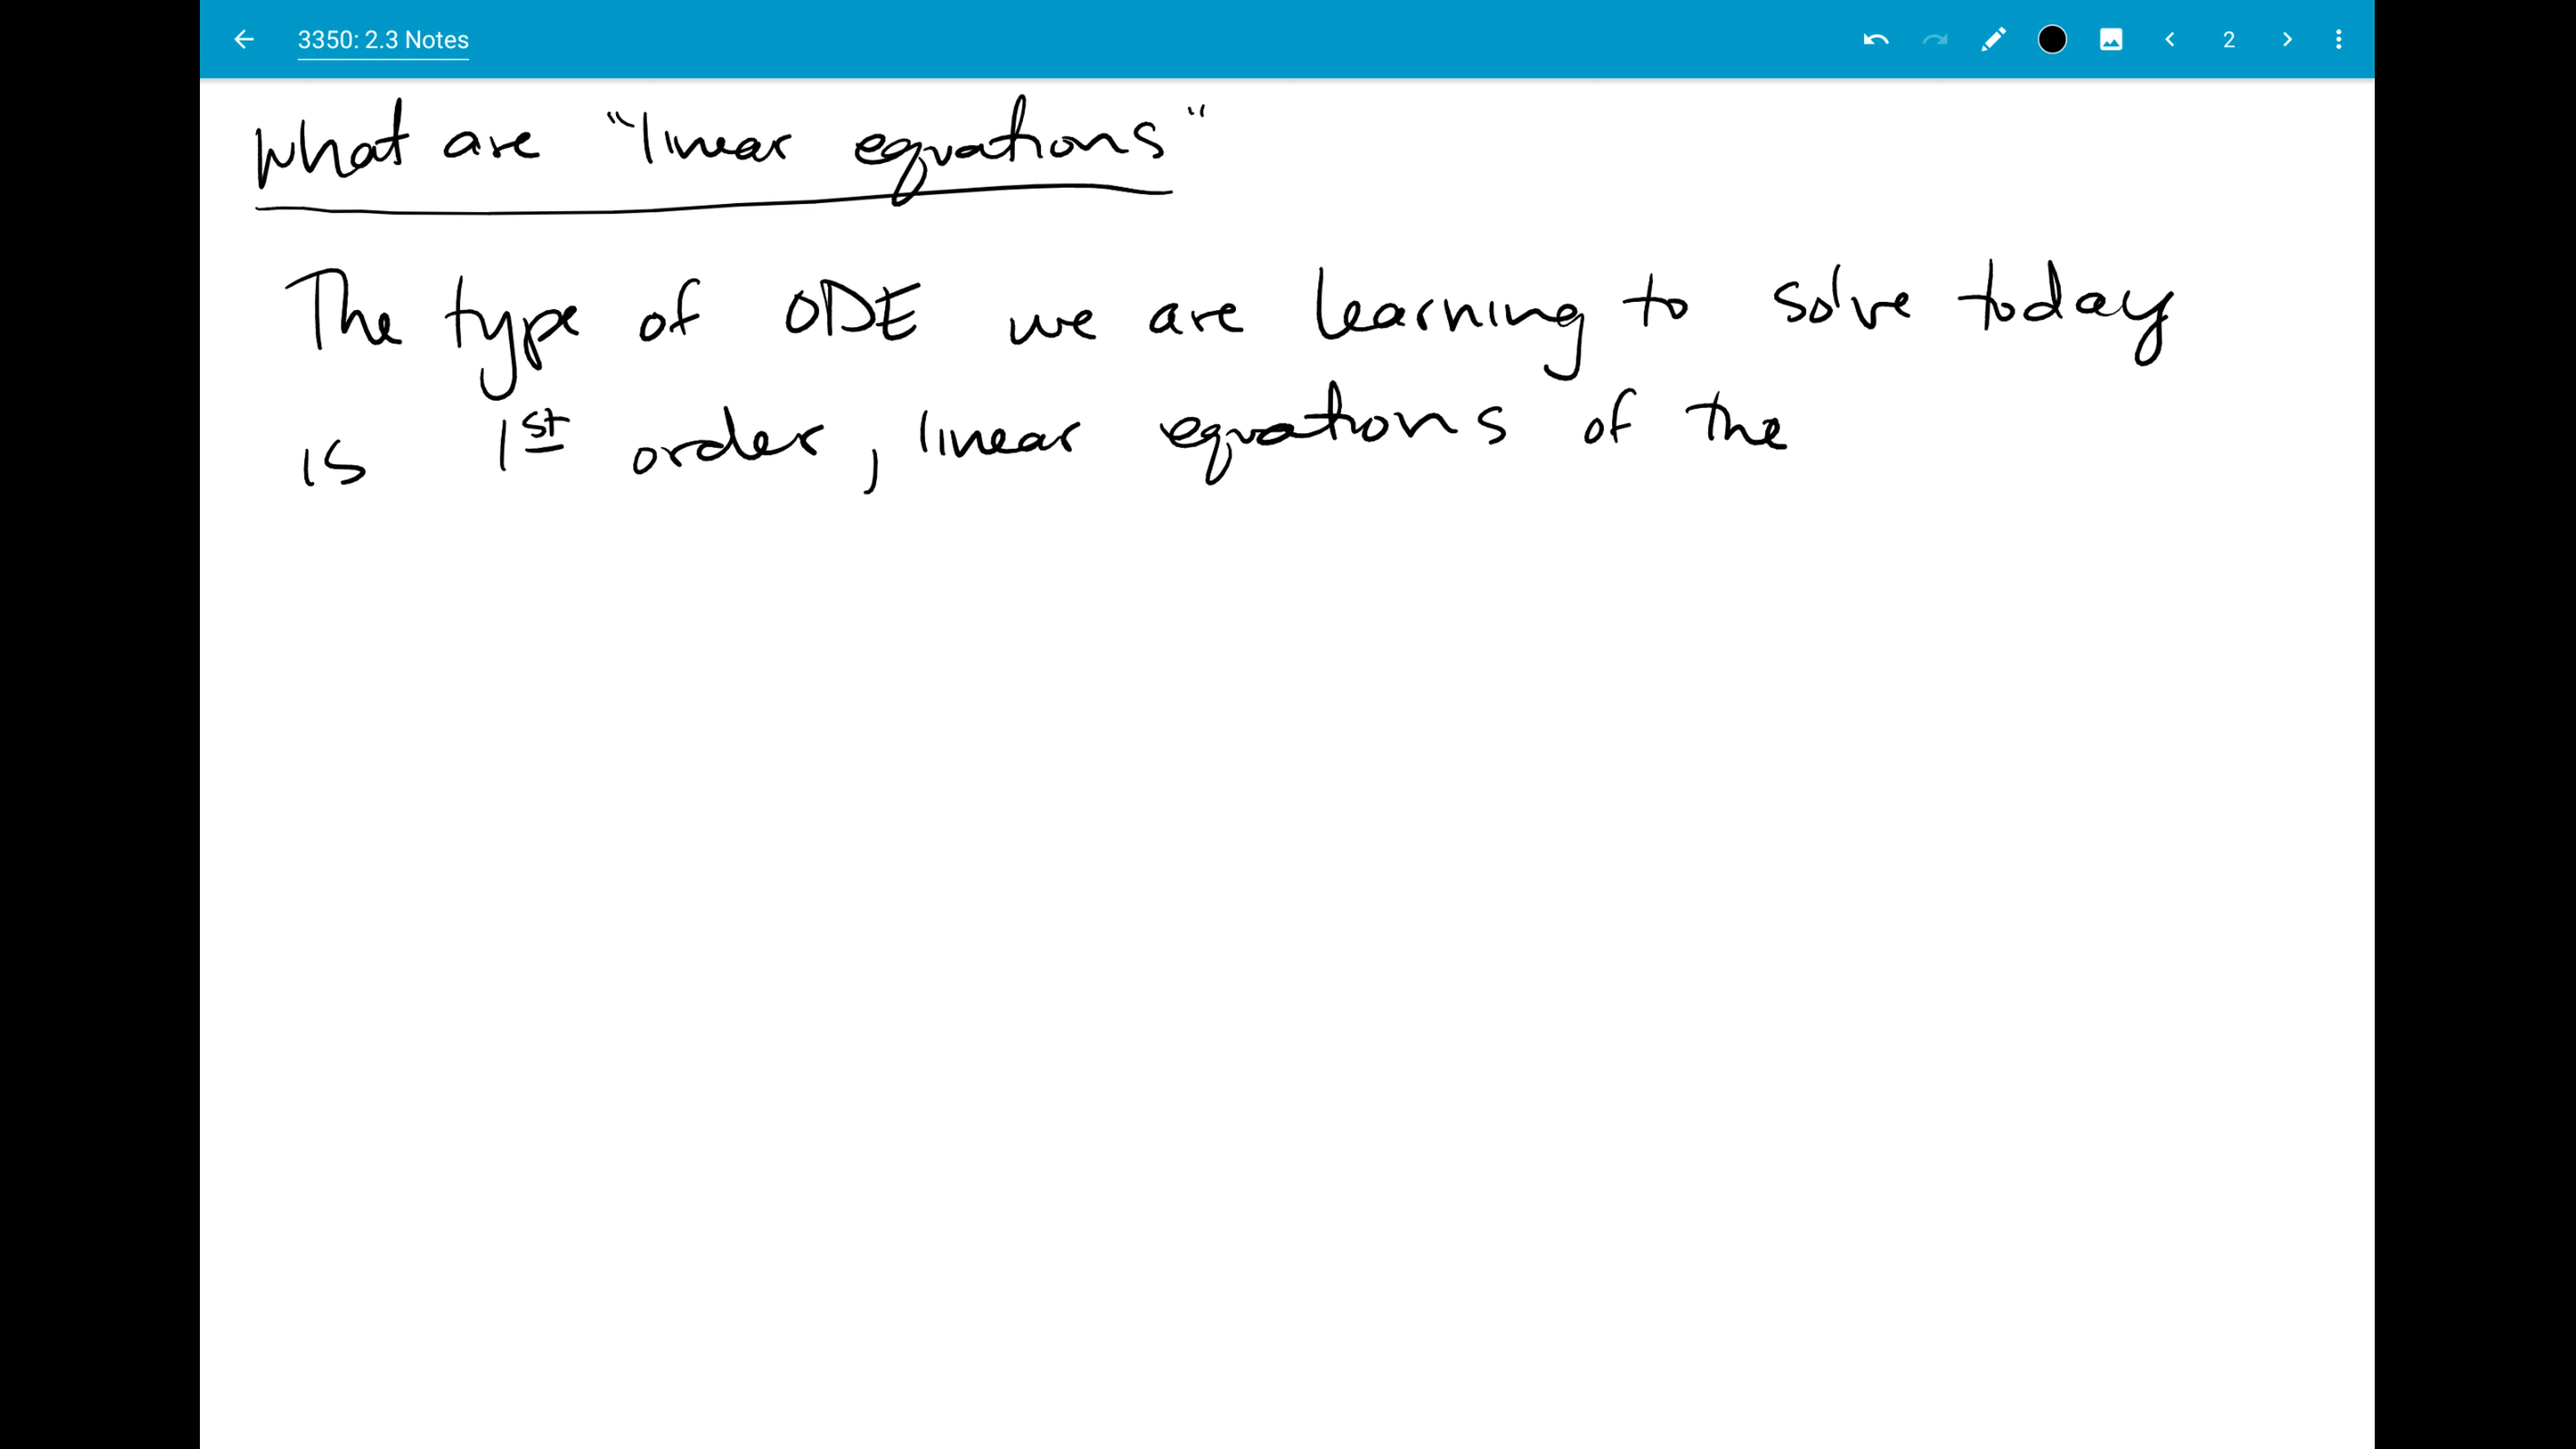 3350: 2.3 Notes
2
What are "linear equations"
The type of ODE we are learning to solve today
is 1st order, linear equations of the